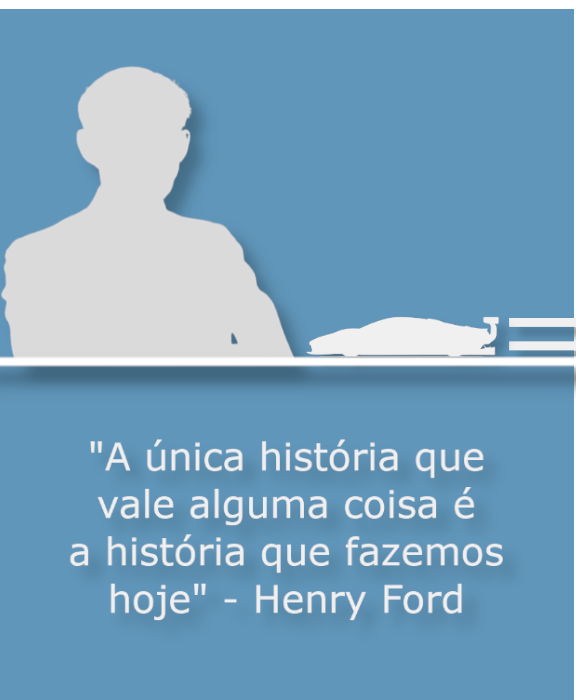 "A única história que
vale alguma coisa é
a história que fazemos
hoje" - Henry Ford